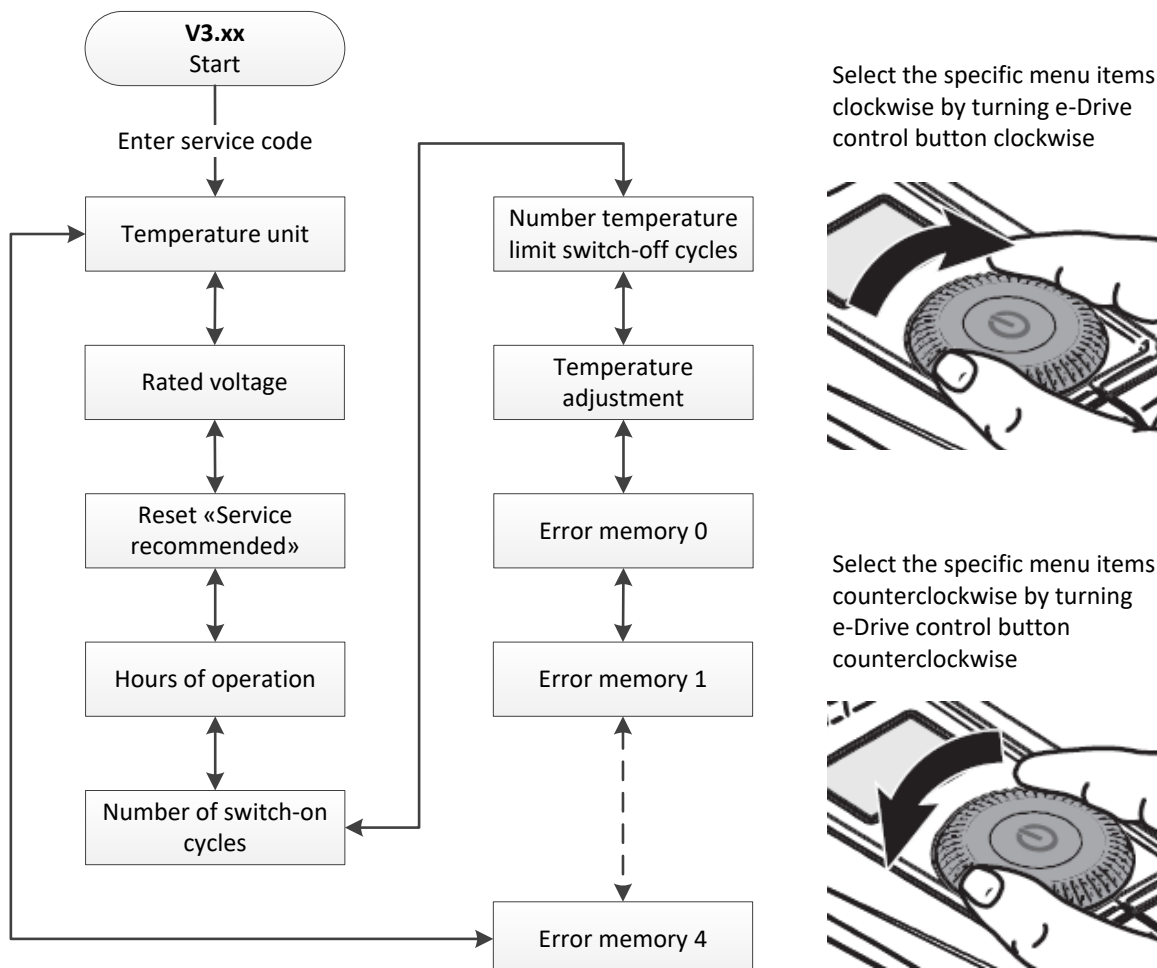 V3.xx
Start
Enter service code
Temperature unit
Rated voltage
Reset «Service
recommended»
Hours of operation
Number of switch-on
cycles
Number temperature
limit switch-off cycles
Temperature
adjustment
Error memory 0
Error memory 1
Error memory 4
Select the specific menu items
clockwise by turning e-Drive
control button clockwise
Select the specific menu items
counterclockwise by turning
e-Drive control button
counterclockwise